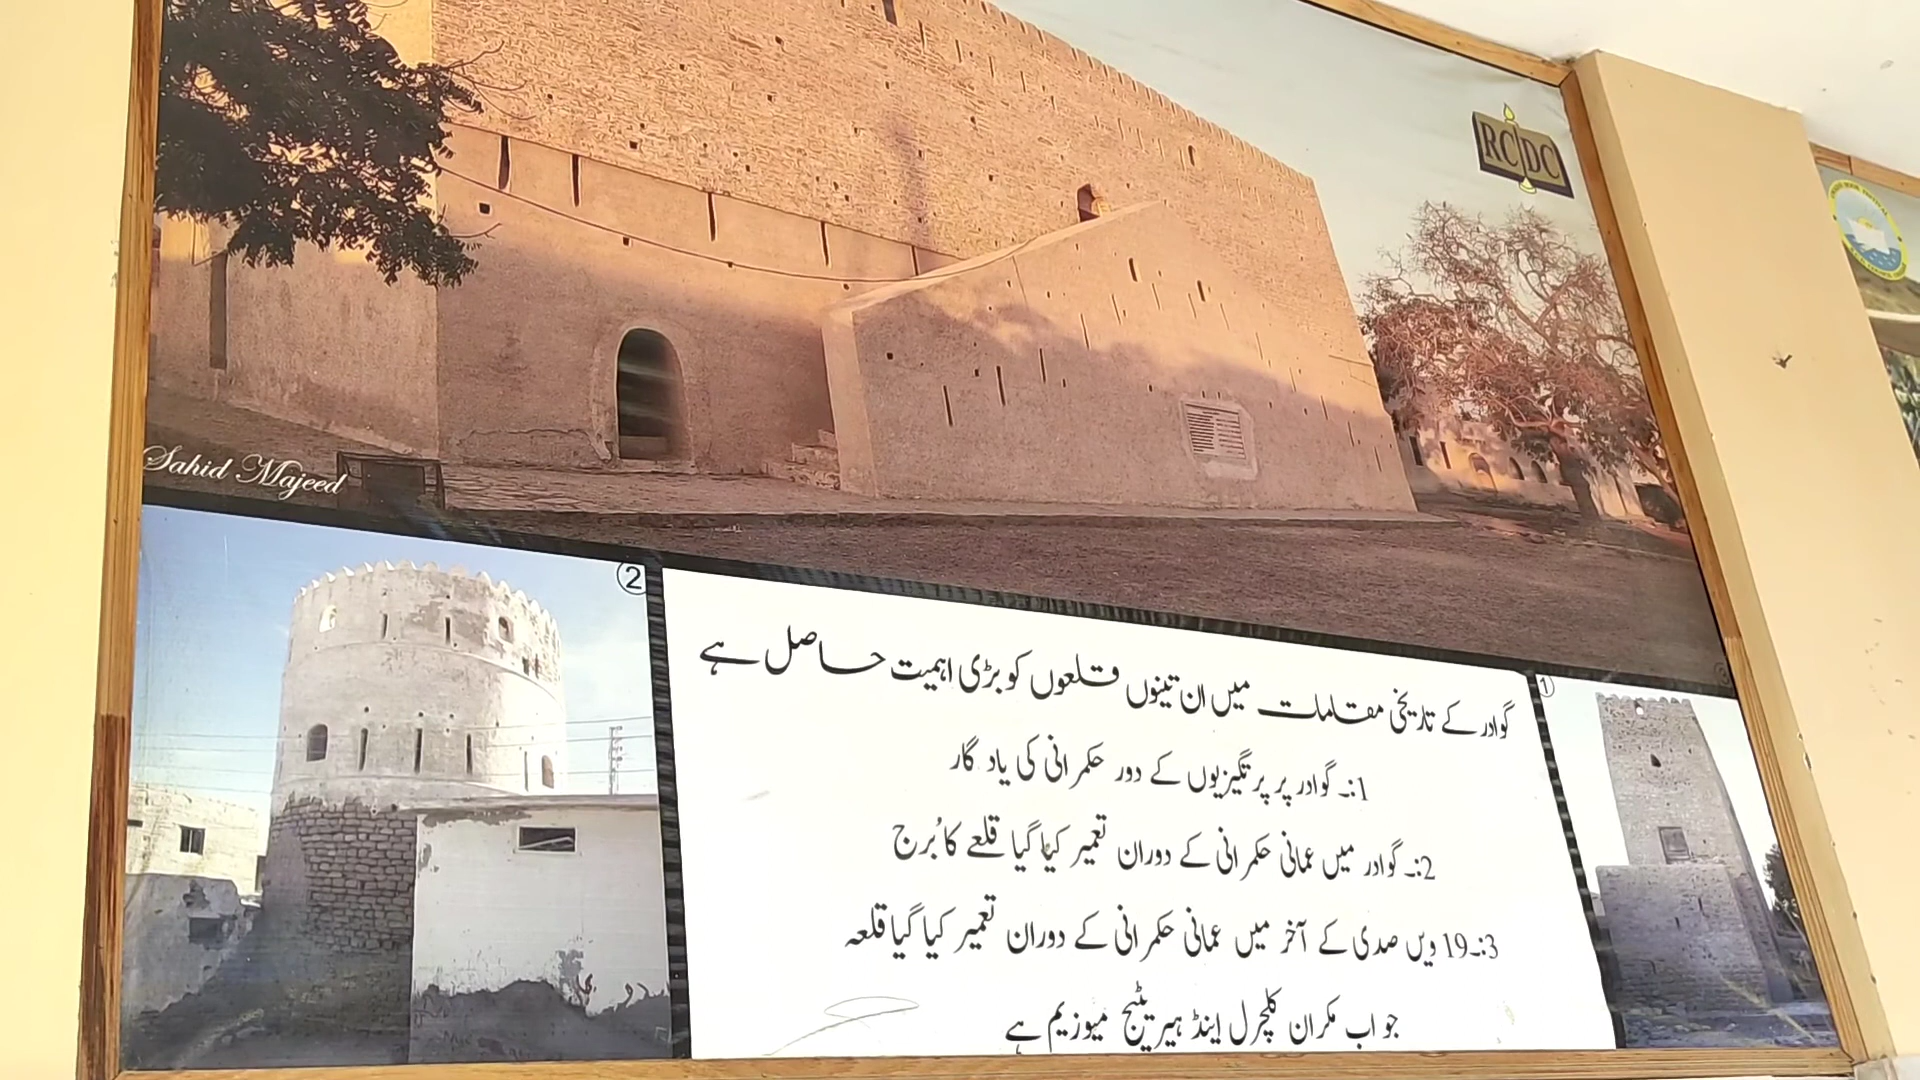 RCDC
Sahid Majeed
2
1
گوادر کے تاریخی مقامات میں ان تینوں قلعوں کو بڑی اہمیت حاصل ہے
1:۔ گوادر پر پرتگیزیوں کے دور حکمرانی کی یاد گار
2:۔ گوادر میں عمانی حکمرانی کے دوران تعمیر کیا گیا قلعے کا بُرج
3:۔ 19 ویں صدی کے آخر میں عمانی حکمرانی کے دوران تعمیر کیا گیا قلعہ
جو اب مکران کلچرل اینڈ ہیریٹیج میوزیم ہے